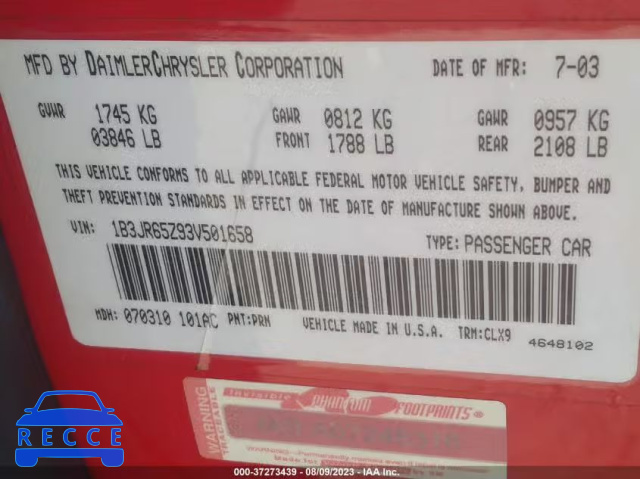 MFD BY DAIMLERCHRYSLER CORPORATION DATE OF MFR: 7-03
GVWR 1745 KG GAWR 0812 KG GAWR 0957 KG
03846 LB FRONT 1788 LB REAR 2108 LB
THIS VEHICLE CONFORMS TO ALL APPLICABLE FEDERAL MOTOR VEHICLE SAFETY, BUMPER AND
THEFT PREVENTION STANDARDS IN EFFECT ON THE DATE OF MANUFACTURE SHOWN ABOVE.
VIN: 1B3JR65Z93V501658 TYPE: PASSENGER CAR
MDH: 070310 101AC PNT:PRN VEHICLE MADE IN U.S.A. TRM:CLX9 4648102
WARNING
TRACEABLE
Invisible PHANTOM FOOTPRINTS®
RECCE
000-37273439 - 08/09/2023 - IAA Inc.